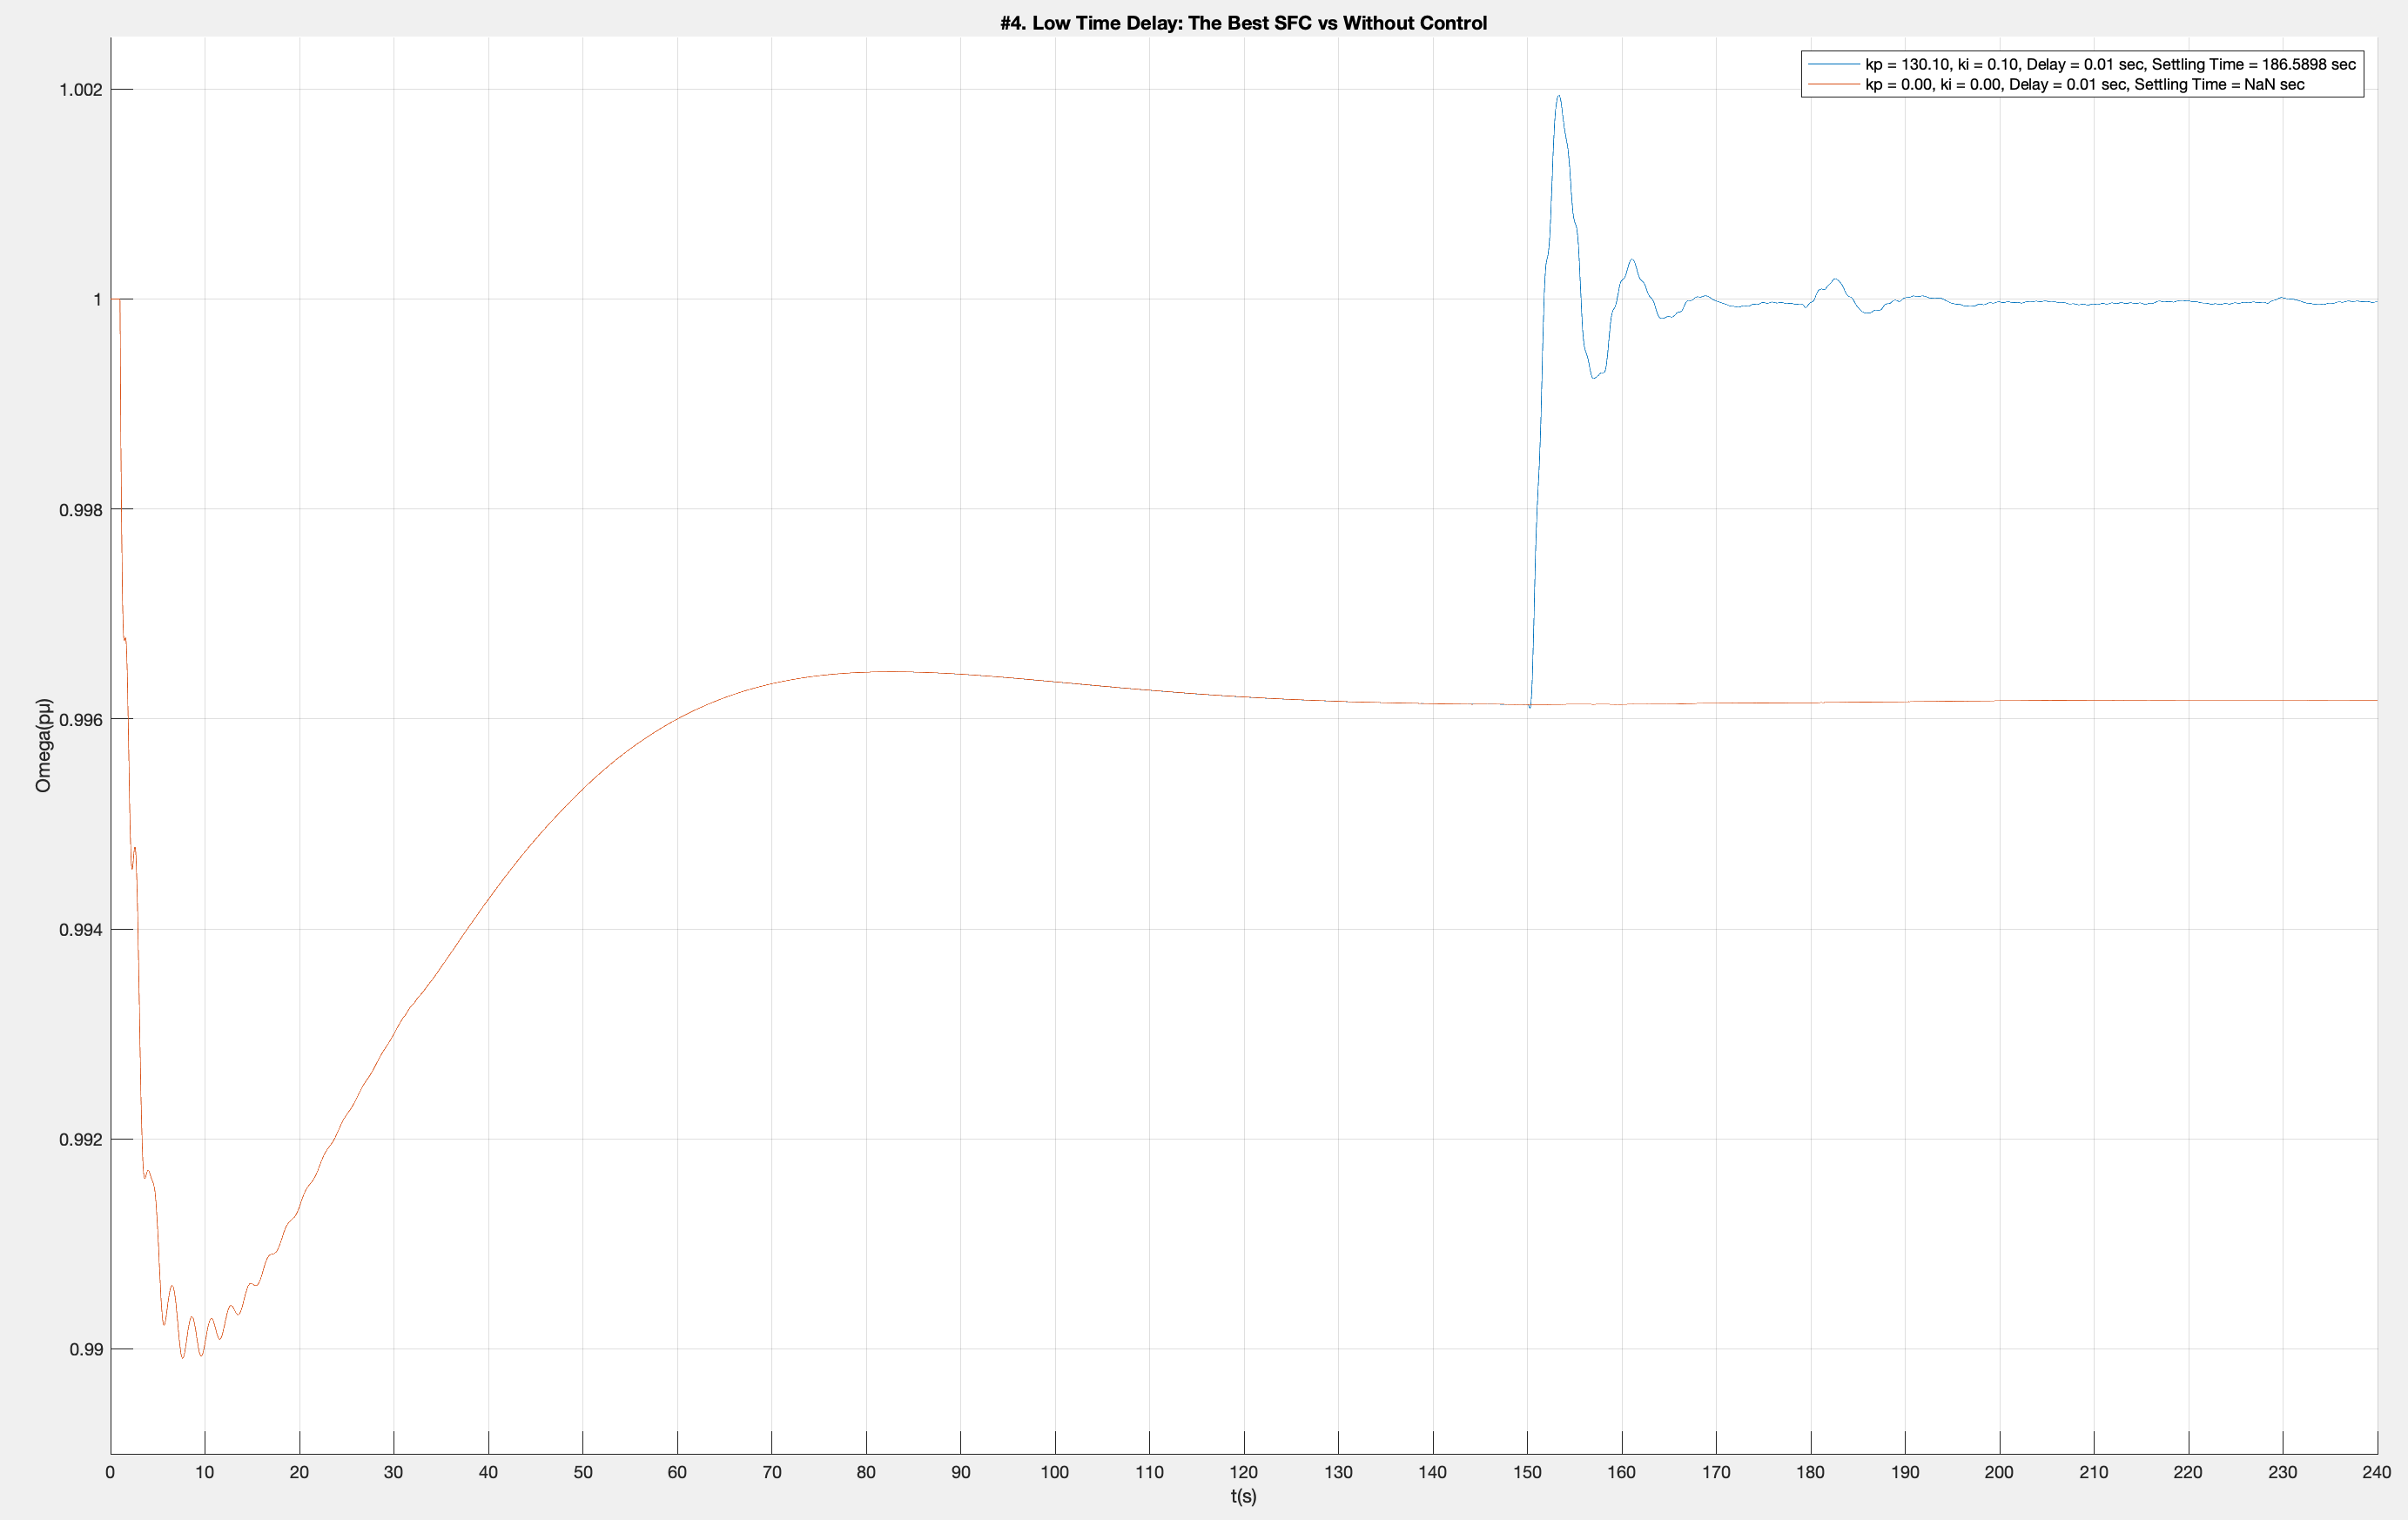 #4. Low Time Delay: The Best SFC vs Without Control
kp = 130.10, ki = 0.10, Delay = 0.01 sec, Settling Time = 186.5898 sec
kp = 0.00, ki = 0.00, Delay = 0.01 sec, Settling Time = NaN sec
1.002
1
0.998
0.996
0.994
0.992
0.99
Omega(pμ)
0 10 20 30 40 50 60 70 80 90 100 110 120 130 140 150 160 170 180 190 200 210 220 230 240
t(s)